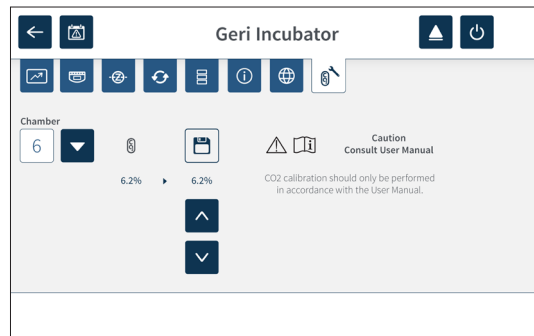 Geri Incubator
Chamber
6
6.2%
6.2%
Caution
Consult User Manual
CO2 calibration should only be performed
in accordance with the User Manual.